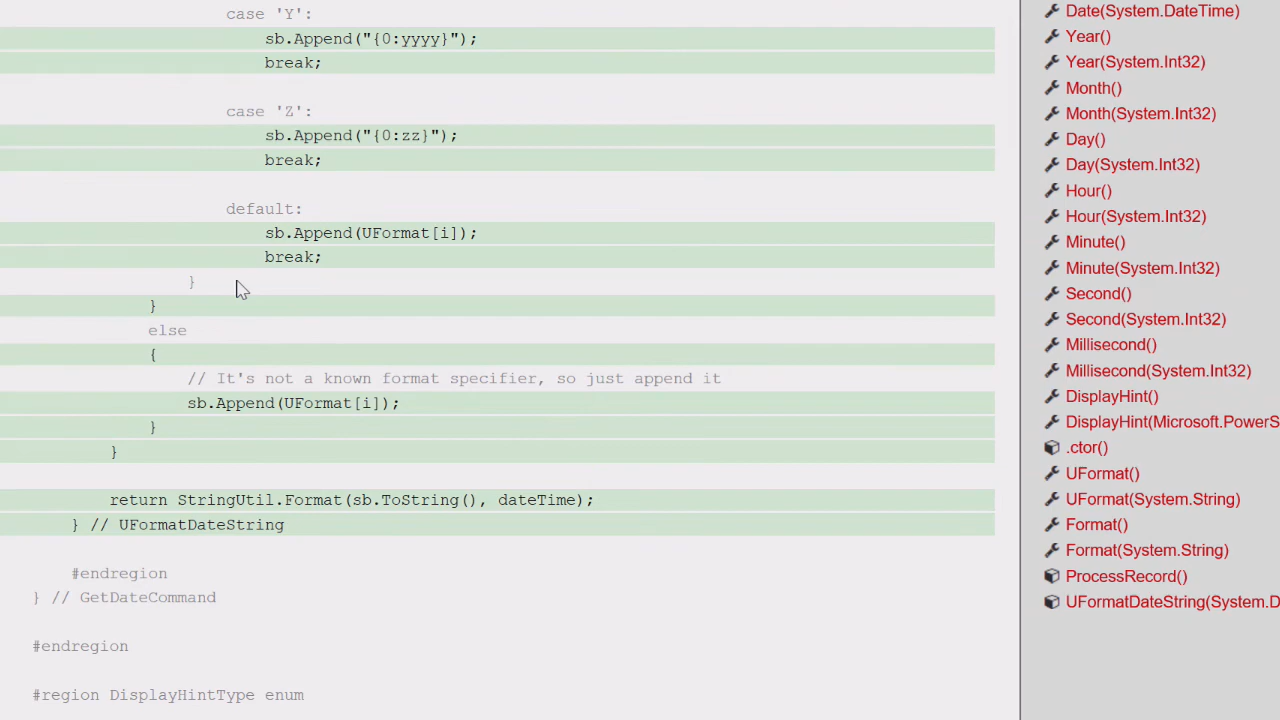 case 'Y':
sb.Append("{0:yyyy}");
break;
case 'Z':
sb.Append("{0:zz}");
break;
default:
sb.Append(UFormat[i]);
break;
}
}
else
{
// It's not a known format specifier, so just append it
sb.Append(UFormat[i]);
}
}
return StringUtil.Format(sb.ToString(), dateTime);
} // UFormatDateString
#endregion
} // GetDateCommand
#endregion
#region DisplayHintType enum
Date(System.DateTime)
Year()
Year(System.Int32)
Month()
Month(System.Int32)
Day()
Day(System.Int32)
Hour()
Hour(System.Int32)
Minute()
Minute(System.Int32)
Second()
Second(System.Int32)
Millisecond()
Millisecond(System.Int32)
DisplayHint()
DisplayHint(Microsoft.PowerS
.ctor()
UFormat()
UFormat(System.String)
Format()
Format(System.String)
ProcessRecord()
UFormatDateString(System.D